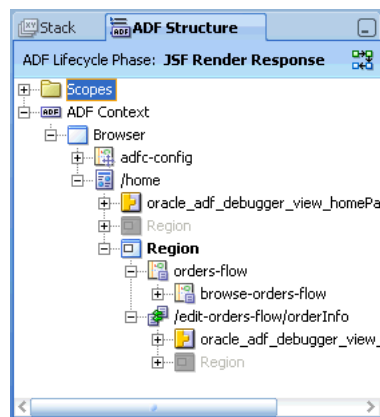 Stack ADF Structure
ADF Lifecycle Phase: JSF Render Response
Scopes
ADF Context
Browser
adfc-config
/home
oracle_adf_debugger_view_homePa
Region
Region
orders-flow
browse-orders-flow
/edit-orders-flow/orderInfo
oracle_adf_debugger_view_
Region